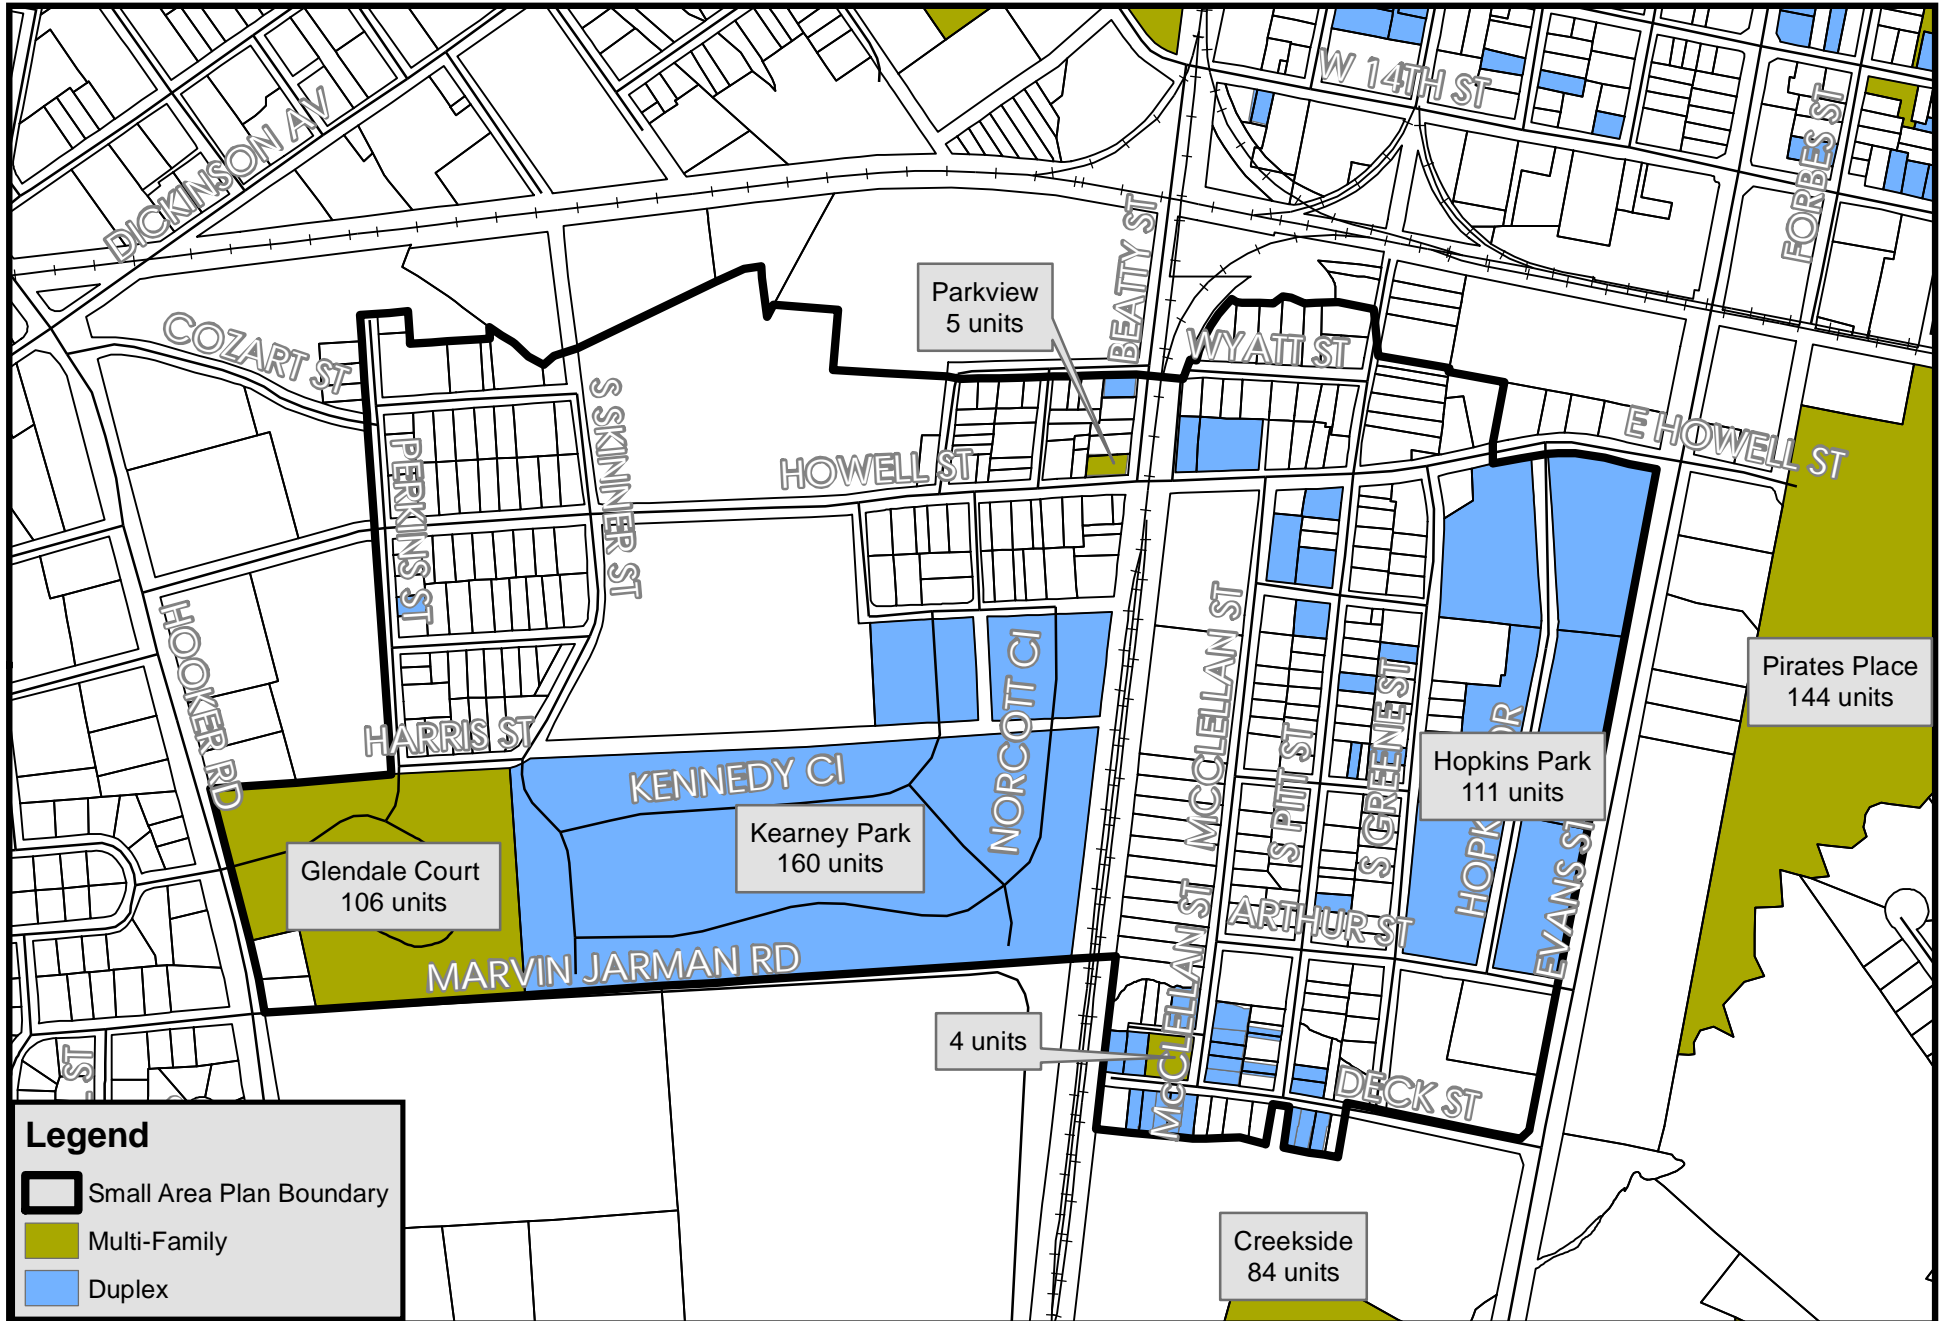 W 14TH ST
DICKINSON AV
FORBES ST
BEATTY ST
Parkview
5 units
COZART ST
WYATT ST
S SKINNER ST
PERKINS ST
HOWELL ST
E HOWELL ST
HOOKER RD
MCCLELLAN ST
NORCOTT CI
Pirates Place
144 units
S GREENE ST
HARRIS ST
S PITT ST
Hopkins Park
111 units
KENNEDY CI
Kearney Park
160 units
MCCLELLAN ST
Glendale Court
106 units
EVANS ST
ARTHUR ST
MARVIN JARMAN RD
4 units
McCLELLAN ST
DECK ST
ST
Creekside
84 units
Legend
Small Area Plan Boundary
Multi-Family
Duplex